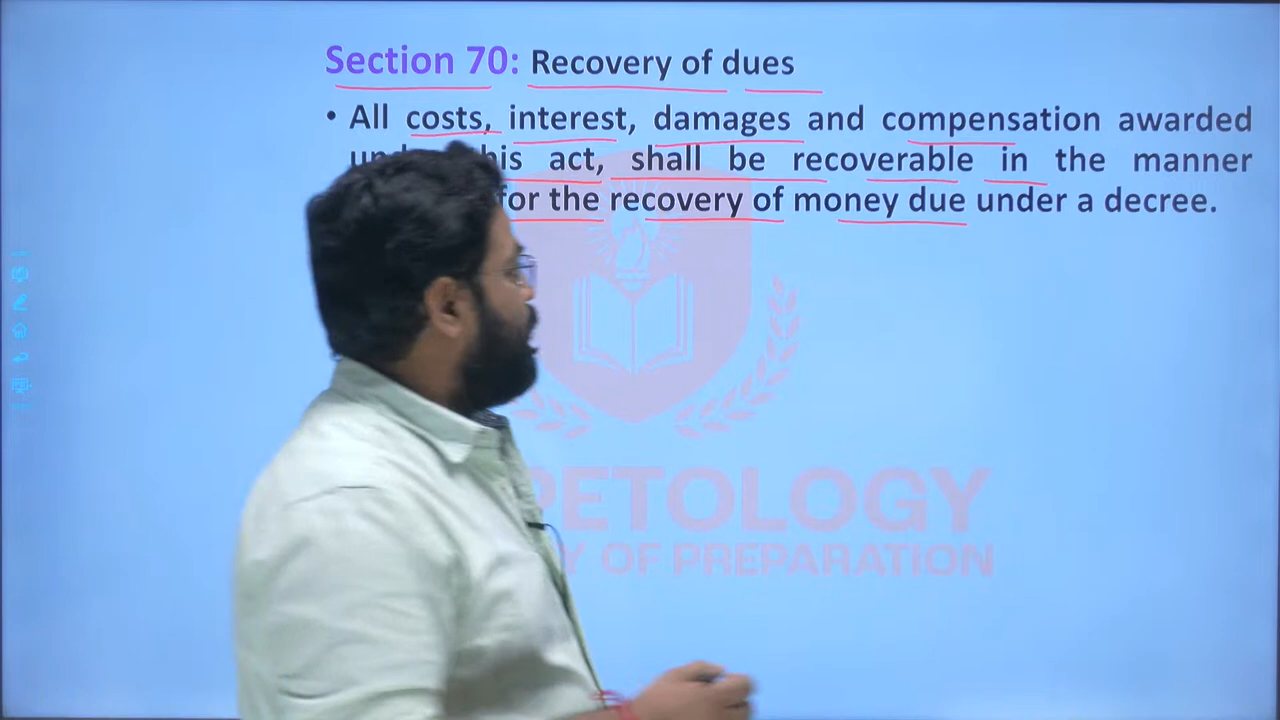 Section 70: Recovery of dues
• All costs, interest, damages and compensation awarded
act, shall be recoverable in the manner
for the recovery of money due under a decree.
PETOLOGY
OF PREPARATION